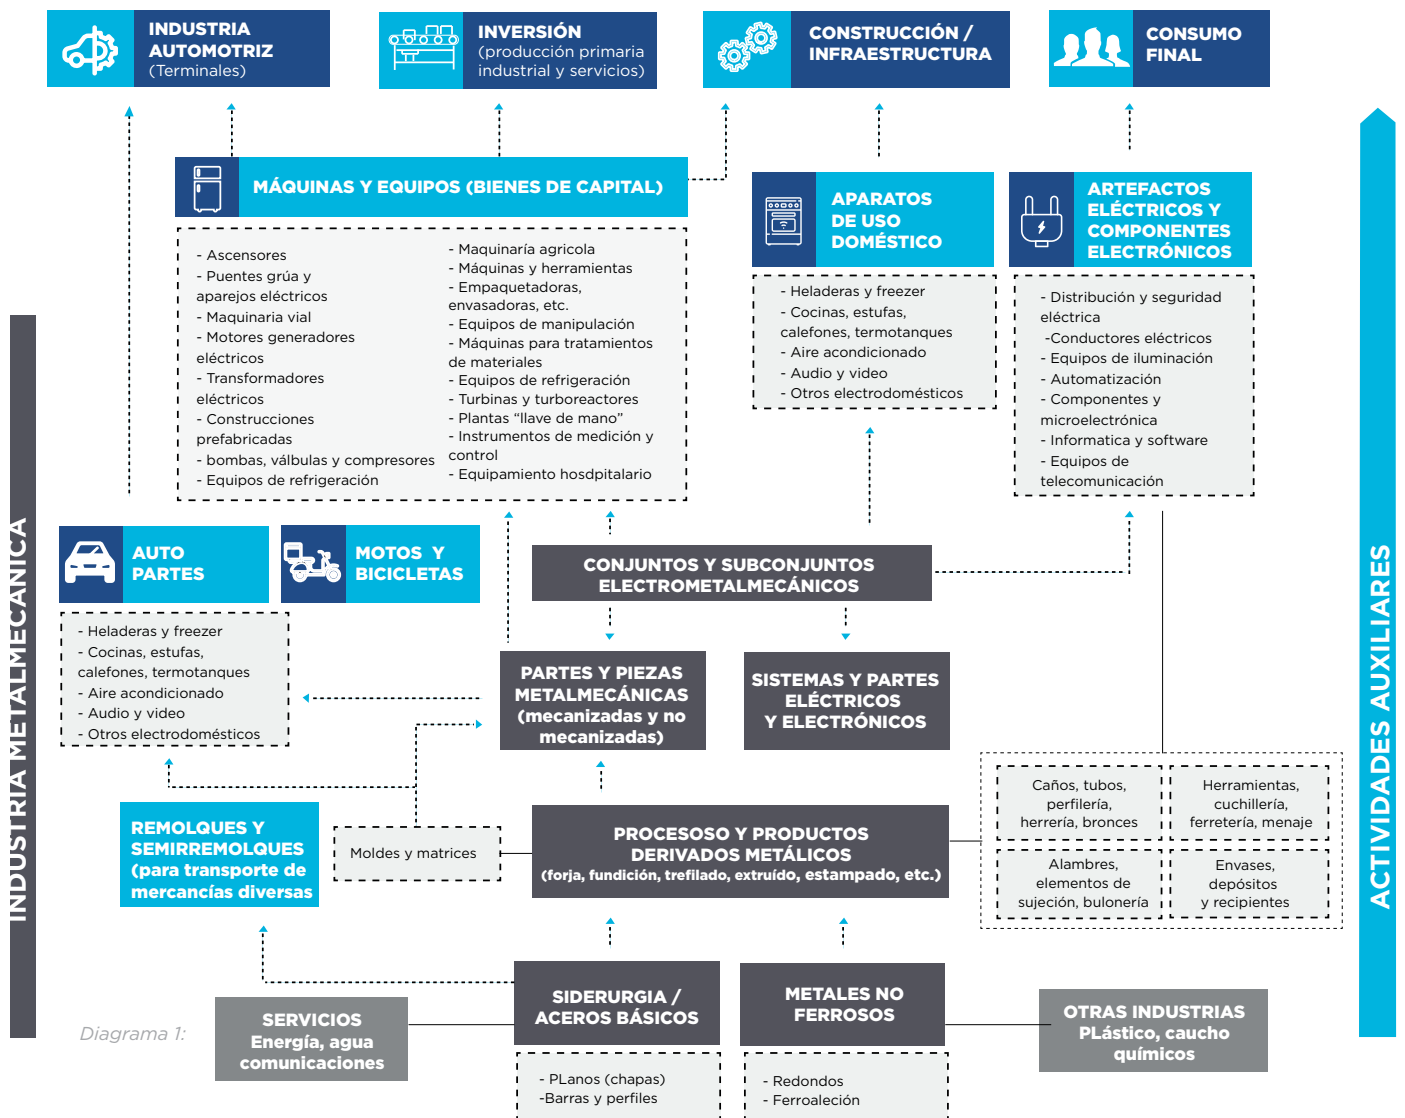 INDUSTRIA
AUTOMOTRIZ
(Terminales)
INVERSIÓN
(producción primaria
industrial y servicios)
CONSTRUCCIÓN /
INFRAESTRUCTURA
CONSUMO
FINAL
MÁQUINAS Y EQUIPOS (BIENES DE CAPITAL)
- Ascensores
- Puentes grúa y
aparejos eléctricos
- Maquinaria vial
- Motores generadores
eléctricos
- Transformadores
eléctricos
- Construcciones
prefabricadas
- bombas, válbulas y compresores
- Equipos de refrigeración
- Maquinaría agricola
- Máquinas y herramientas
- Empaquetadoras,
envasadoras, etc.
- Equipos de manipulación
- Máquinas para tratamientos
de materiales
- Equipos de refrigeración
- Turbinas y turboreactores
- Plantas “llave de mano”
- Instrumentos de medición y
control
- Equipamiento hosdpitalario
APARATOS
DE USO
DOMÉSTICO
- Heladeras y freezer
- Cocinas, estufas,
calefones, termotanques
- Aire acondicionado
- Audio y video
- Otros electrodomésticos
ARTEFACTOS
ELÉCTRICOS Y
COMPONENTES
ELECTRÓNICOS
- Distribución y seguridad
eléctrica
-Conductores eléctricos
- Equipos de iluminación
- Automatización
- Componentes y
microelectrónica
- Informatica y software
- Equipos de
telecomunicación
INDUSTRIA METALMECÁNICA
ACTIVIDADES AUXILIARES
AUTO
PARTES
MOTOS Y
BICICLETAS
- Heladeras y freezer
- Cocinas, estufas,
calefones, termotanques
- Aire acondicionado
- Audio y video
- Otros electrodomésticos
CONJUNTOS Y SUBCONJUNTOS
ELECTROMETALMECÁNICOS
PARTES Y PIEZAS
METALMECÁNICAS
(mecanizadas y no
mecanizadas)
SISTEMAS Y PARTES
ELÉCTRICOS
Y ELECTRÓNICOS
REMOLQUES Y
SEMIRREMOLQUES
(para transporte de
mercancías diversas
Moldes y matrices
PROCESOSO Y PRODUCTOS
DERIVADOS METÁLICOS
(forja, fundición, trefilado, extruído, estampado, etc.)
Caños, tubos,
perfilería,
herrería, bronces
Herramientas,
cuchillería,
ferretería, menaje
Alambres,
elementos de
sujeción, bulonería
Envases,
depósitos
y recipientes
SIDERURGIA /
ACEROS BÁSICOS
METALES NO
FERROSOS
SERVICIOS
Energía, agua
comunicaciones
OTRAS INDUSTRIAS
PLástico, caucho
químicos
- PLanos (chapas)
-Barras y perfiles
- Redondos
- Ferroaleción
Diagrama 1: